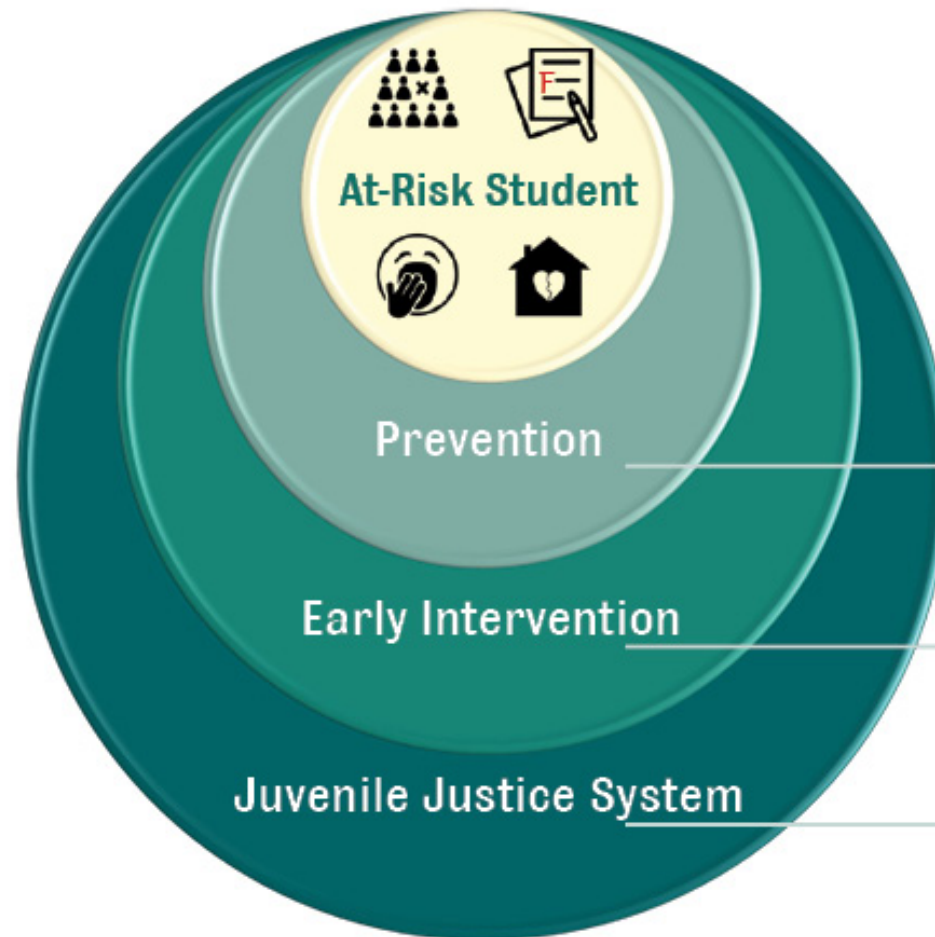 F
At-Risk Student
Prevention
Early Intervention
Juvenile Justice System